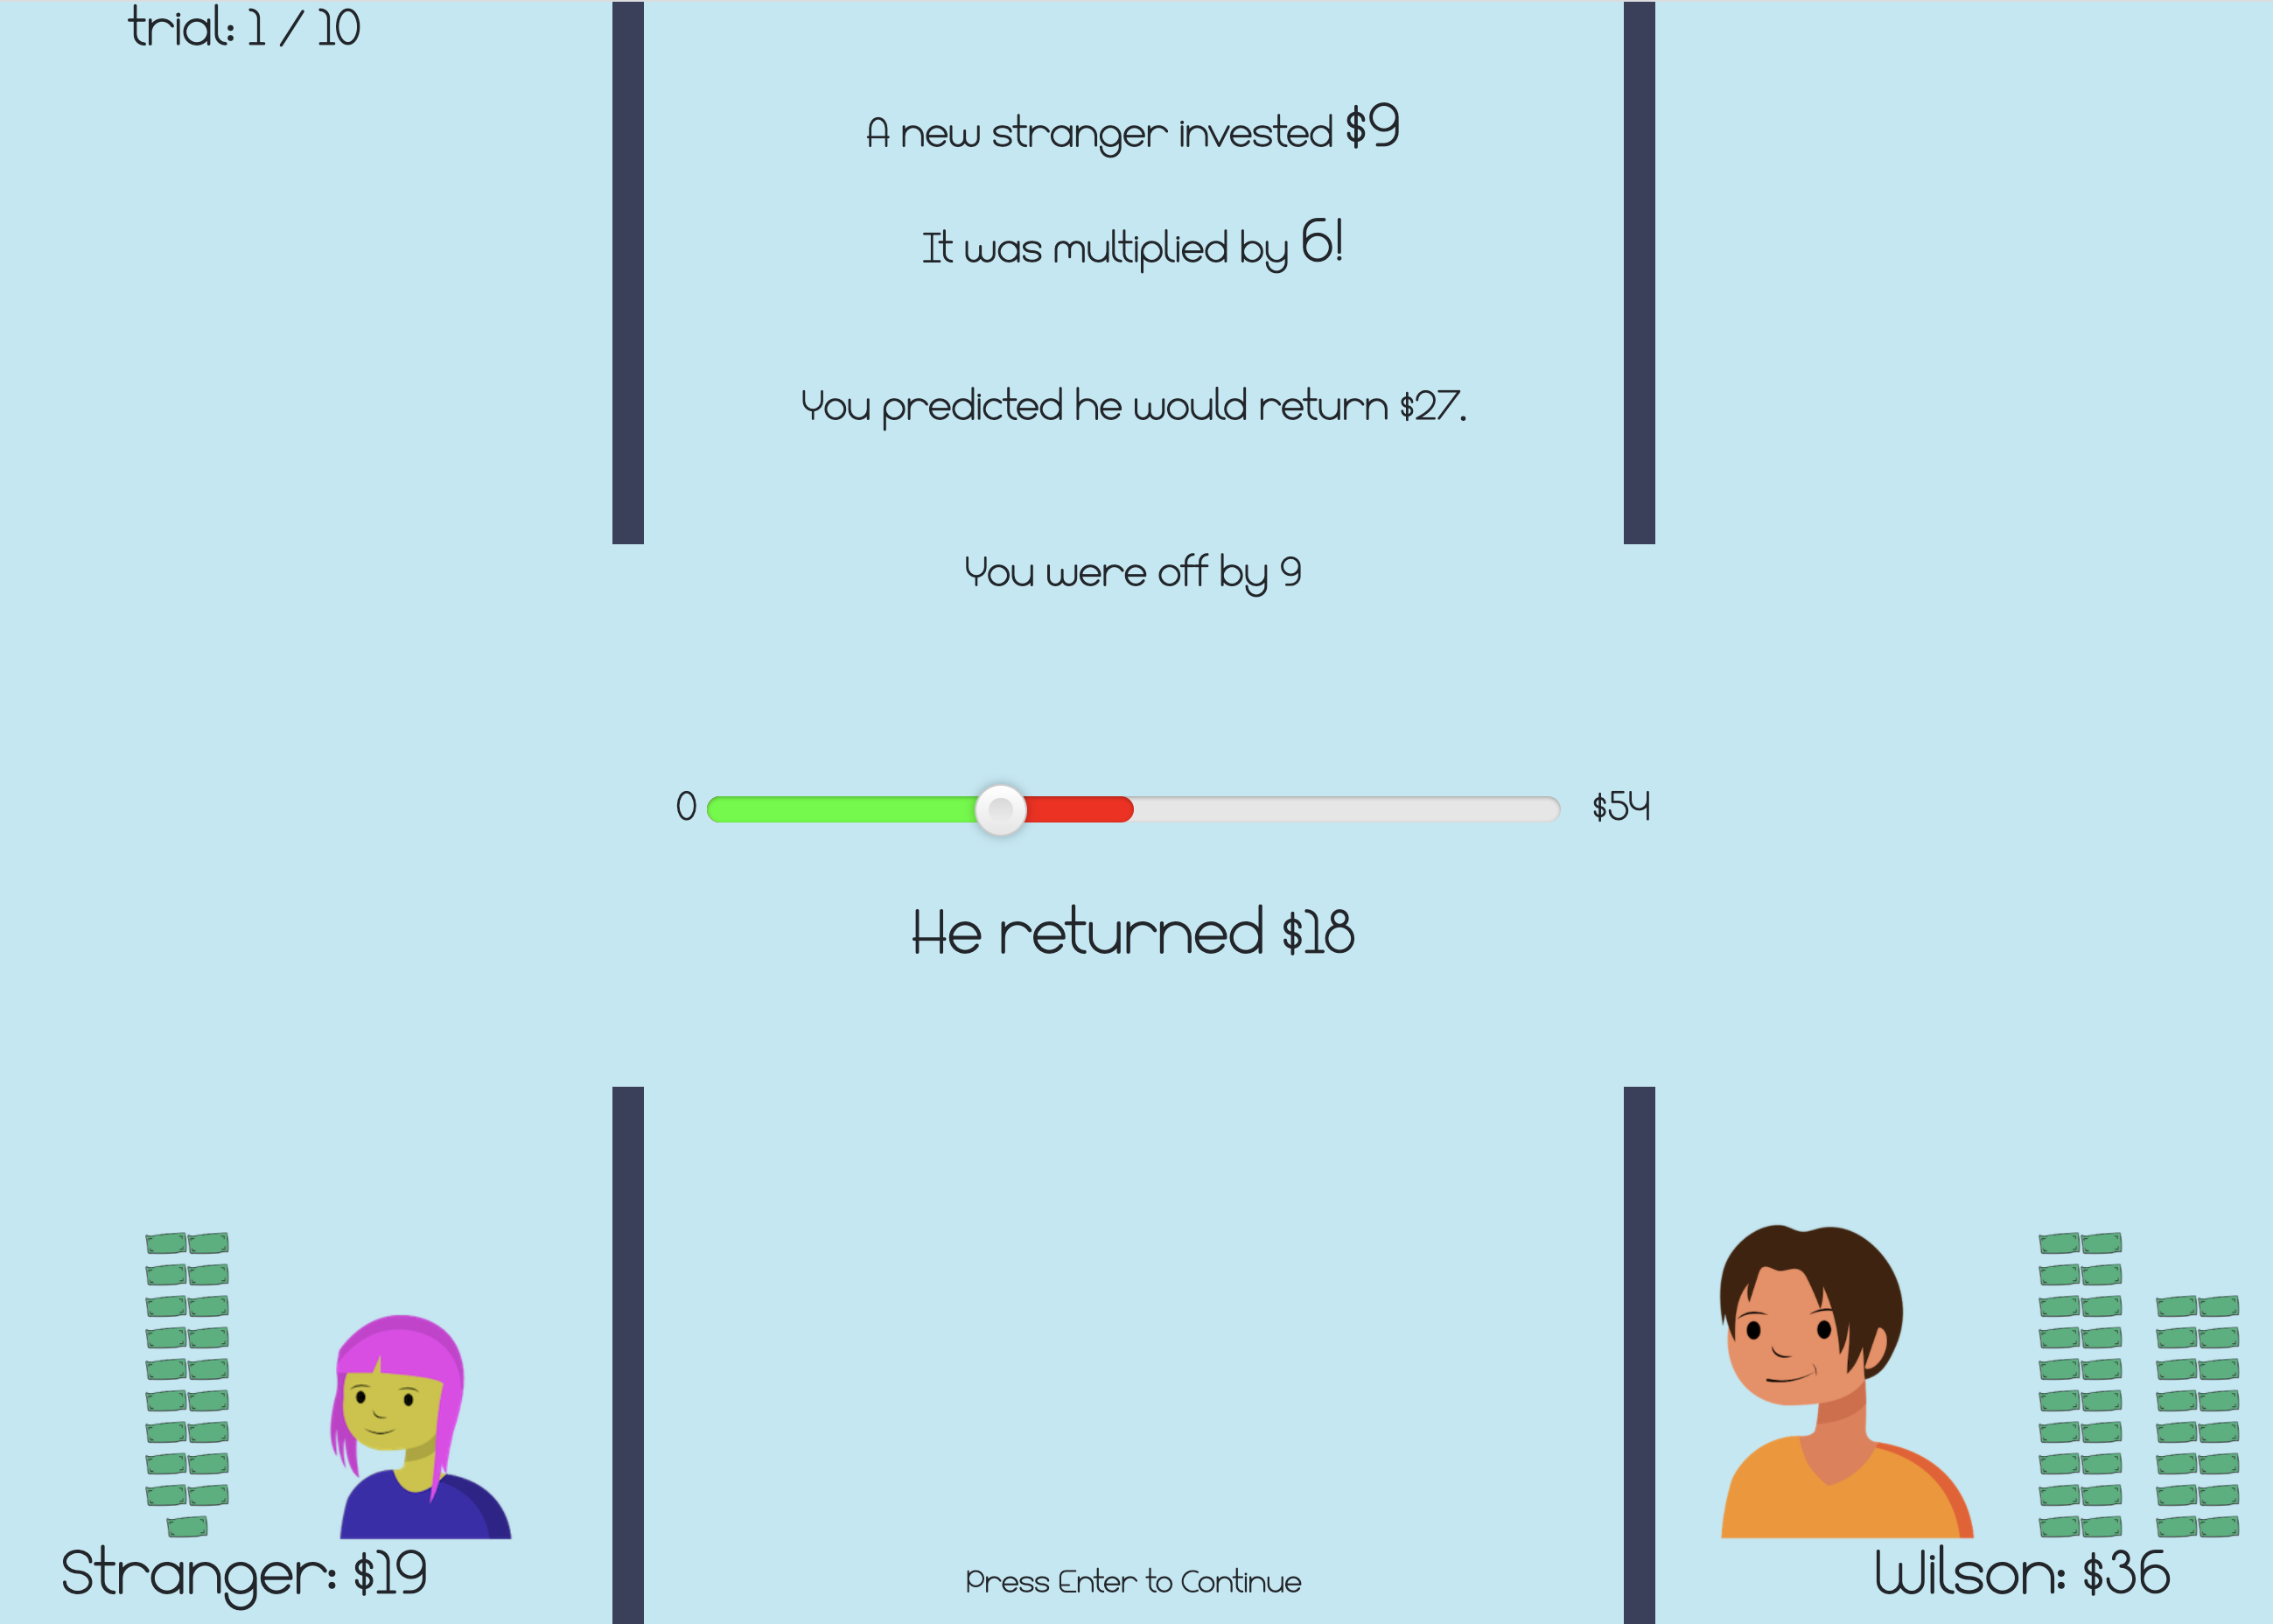 trial: 1 / 10
A new stranger invested $9
It was multiplied by 6!
You predicted he would return $27.
You were off by 9
0
$54
He returned $18
Stranger: $19
Press Enter to Continue
Wilson: $36